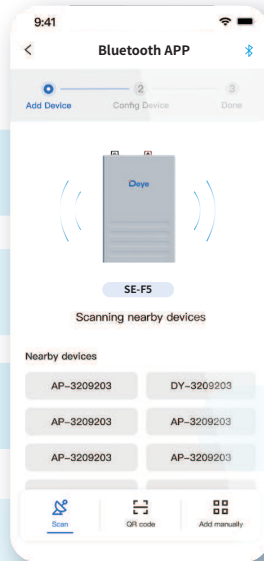 9:41
Bluetooth APP
2 3
Add Device Config Device Done
Deye
SE-F5
Scanning nearby devices
Nearby devices
AP-3209203 DY-3209203
AP-3209203 AP-3209203
AP-3209203 AP-3209203
Scan QR code Add manually